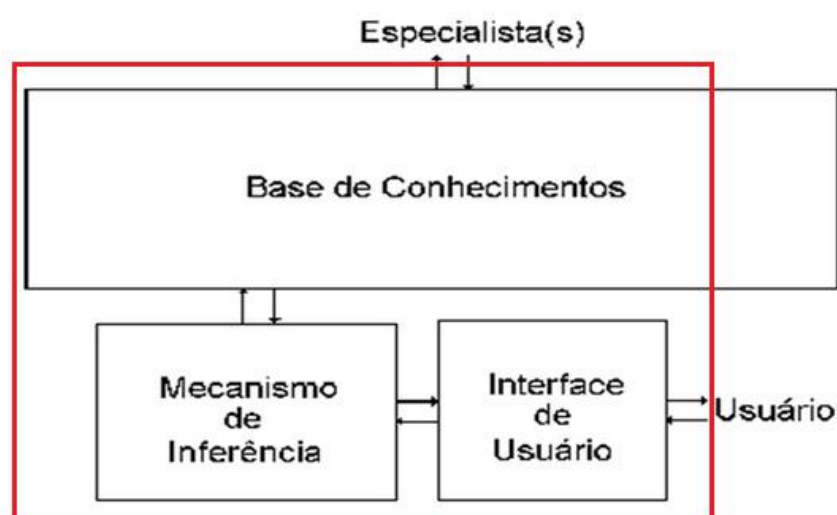 Especialista(s)
Base de Conhecimentos
Mecanismo
de
Inferência
Interface
de
Usuário
Usuário